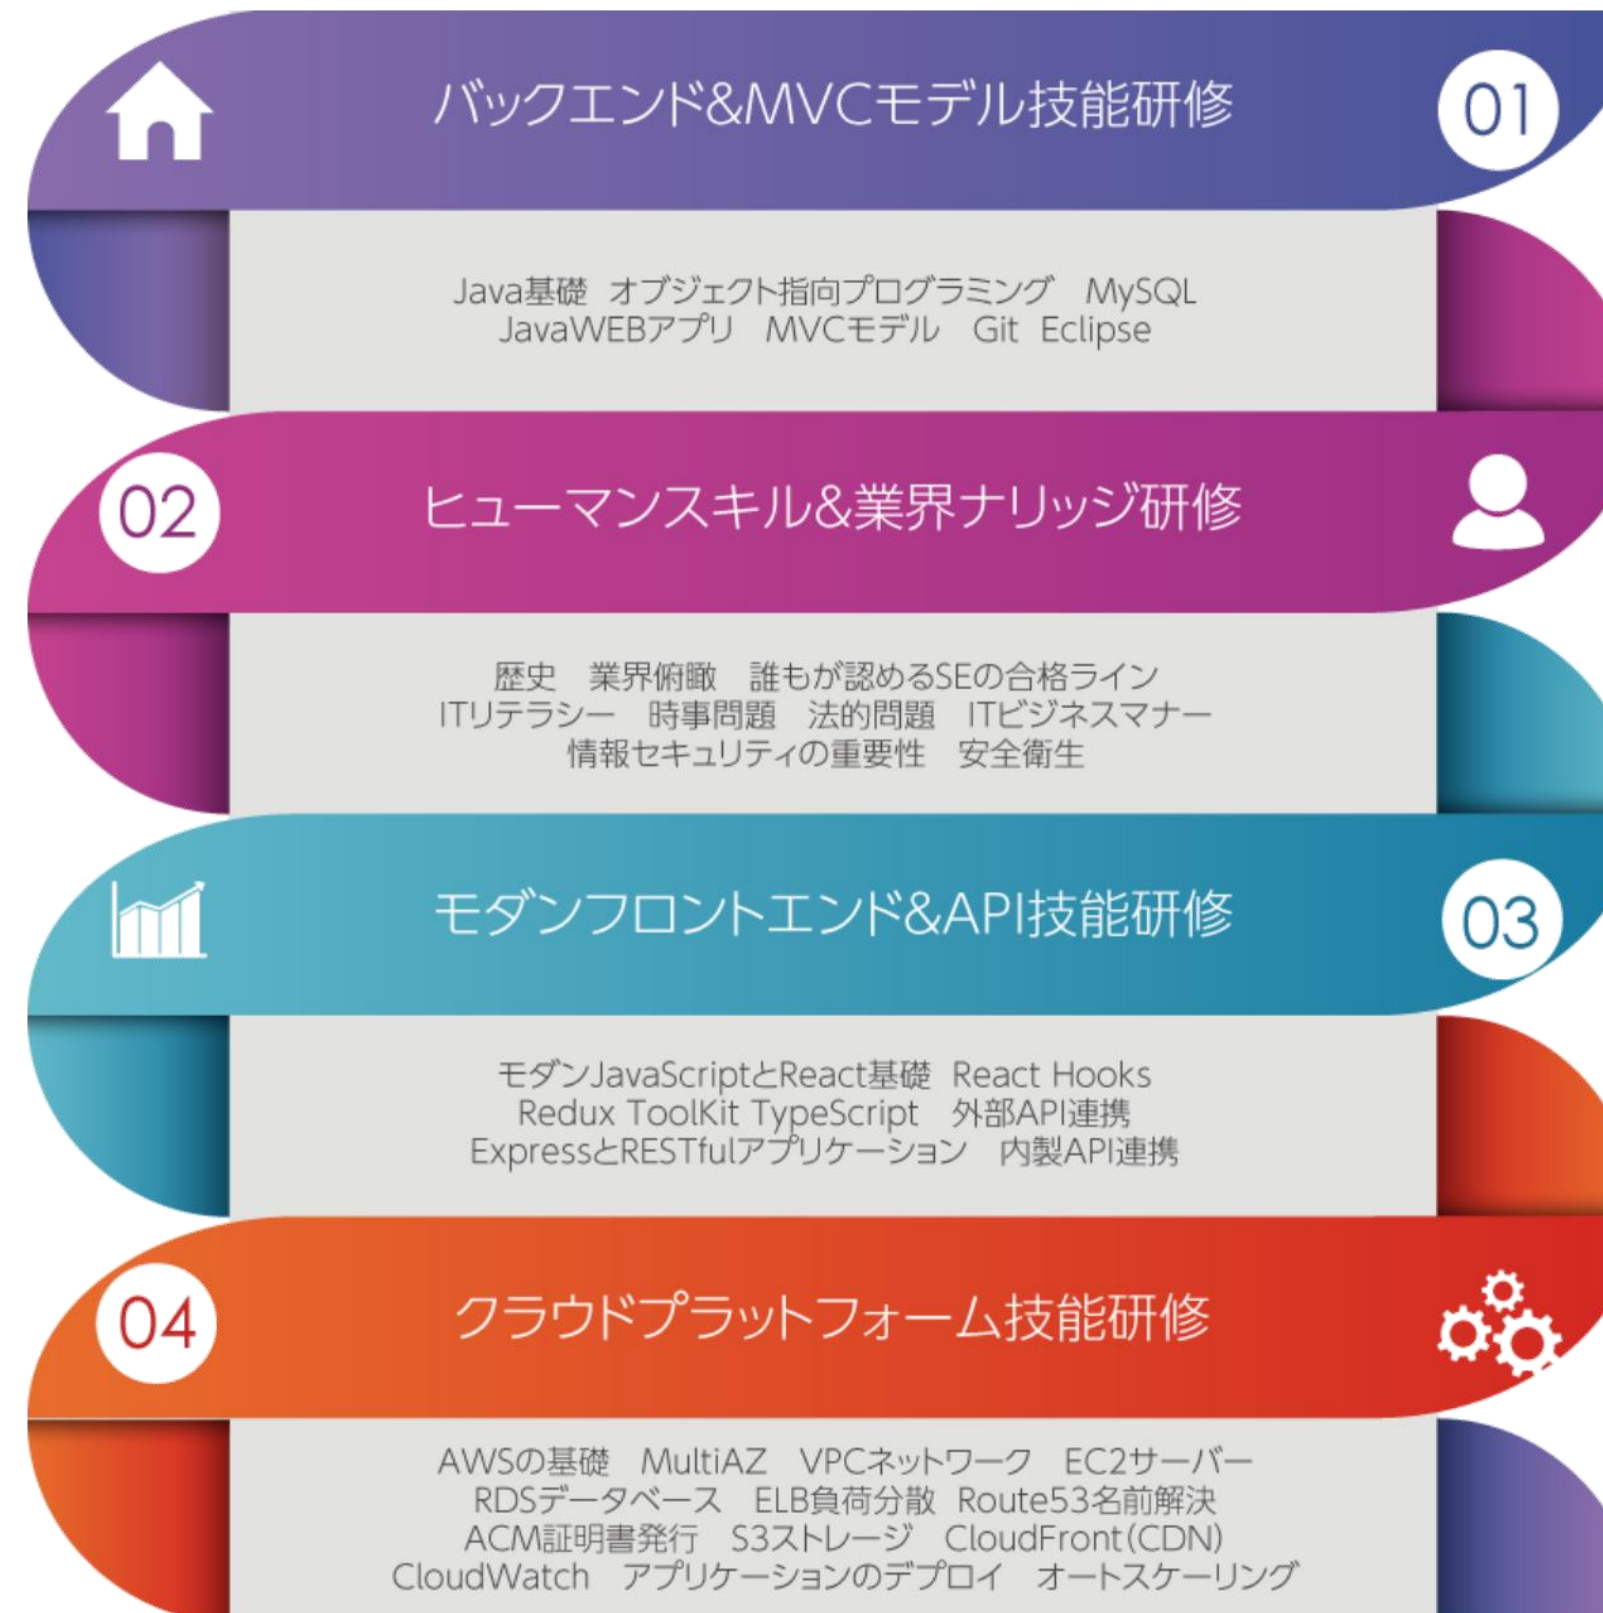 バックエンド&MVCモデル技能研修
01
Java基礎 オブジェクト指向プログラミング MySQL
JavaWEBアプリ MVCモデル Git Eclipse
02
ヒューマンスキル&業界ナリッジ研修
歴史 業界俯瞰 誰もが認めるSEの合格ライン
ITリテラシー 時事問題 法的問題 ITビジネスマナー
情報セキュリティの重要性 安全衛生
モダンフロントエンド&API技能研修
03
モダンJavaScriptとReact基礎 React Hooks
Redux ToolKit TypeScript 外部API連携
ExpressとRESTfulアプリケーション 内製API連携
04
クラウドプラットフォーム技能研修
AWSの基礎 MultiAZ VPCネットワーク EC2サーバー
RDSデータベース ELB負荷分散 Route53名前解決
ACM証明書発行 S3ストレージ CloudFront(CDN)
CloudWatch アプリケーションのデプロイ オートスケーリング